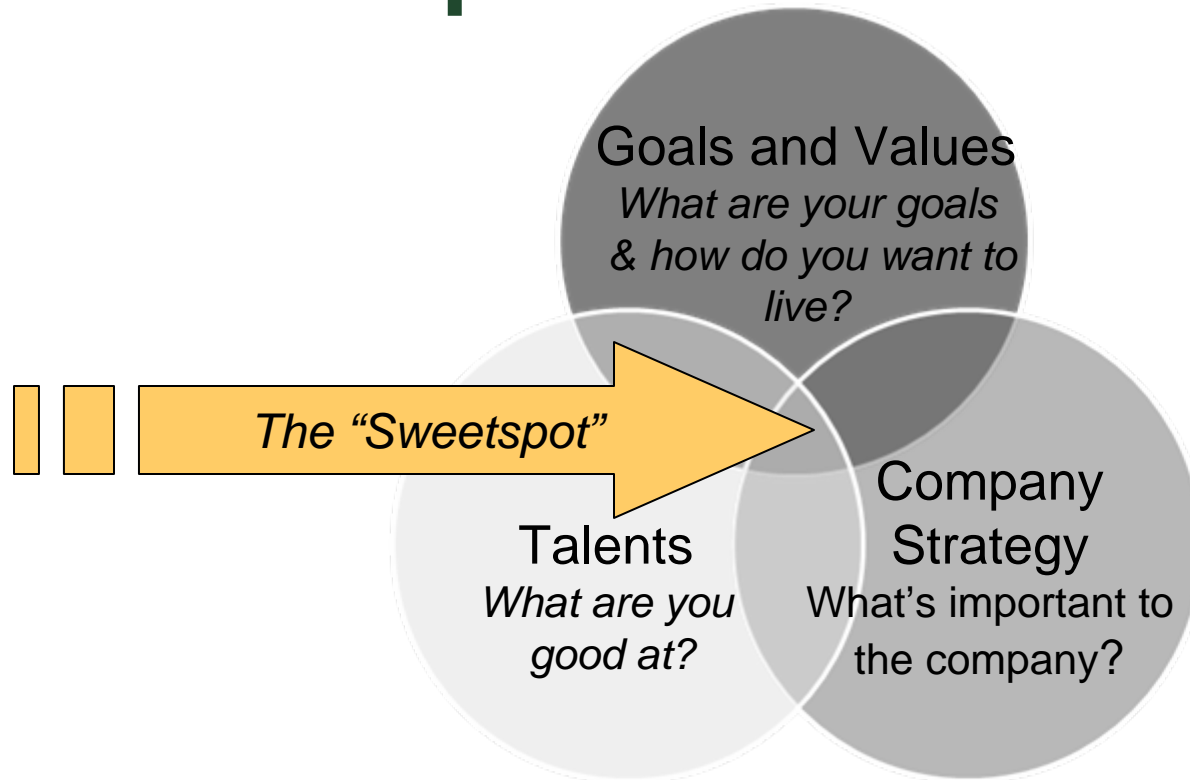 Goals and Values
What are your goals
& how do you want to
live?
The “Sweetspot”
Talents
What are you
good at?
Company
Strategy
What’s important to
the company?